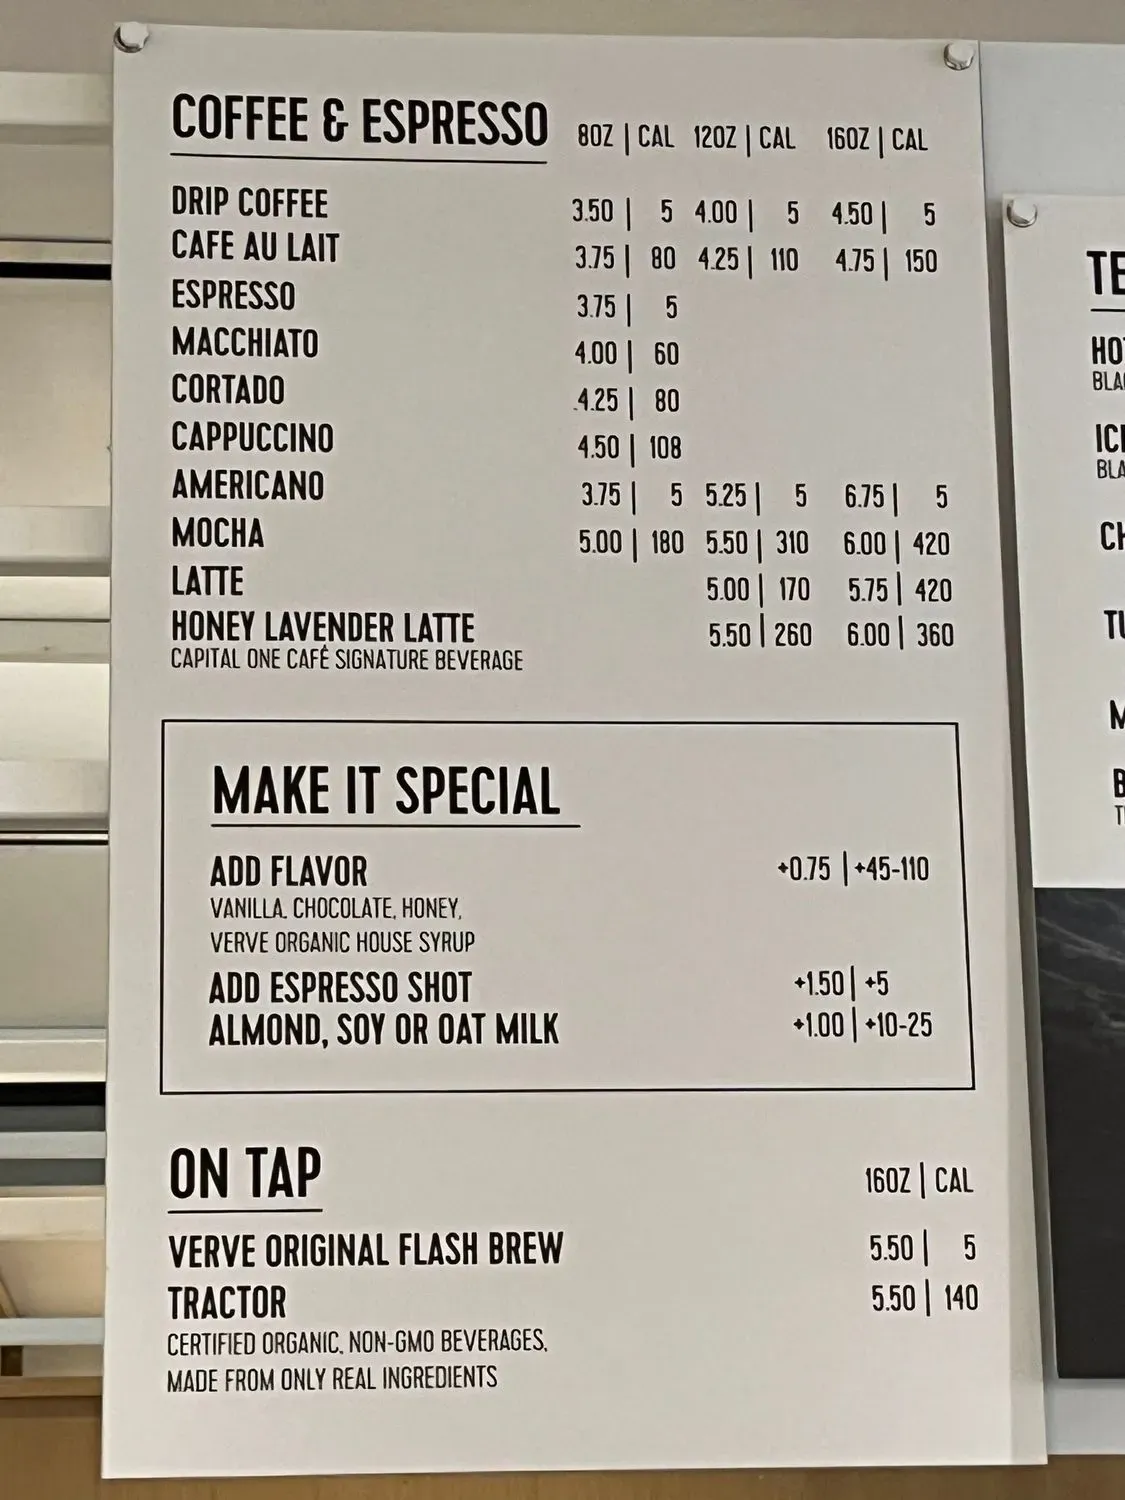 COFFEE & ESPRESSO 8OZ | CAL 12OZ | CAL 16OZ | CAL
DRIP COFFEE 3.50 | 5 4.00 | 5 4.50 | 5
CAFE AU LAIT 3.75 | 80 4.25 | 110 4.75 | 150
ESPRESSO 3.75 | 5
MACCHIATO 4.00 | 60
CORTADO 4.25 | 80
CAPPUCCINO 4.50 | 108
AMERICANO 3.75 | 5 5.25 | 5 6.75 | 5
MOCHA 5.00 | 180 5.50 | 310 6.00 | 420
LATTE 5.00 | 170 5.75 | 420
HONEY LAVENDER LATTE 5.50 | 260 6.00 | 360
CAPITAL ONE CAFÉ SIGNATURE BEVERAGE
MAKE IT SPECIAL
ADD FLAVOR +0.75 | +45-110
VANILLA, CHOCOLATE, HONEY,
VERVE ORGANIC HOUSE SYRUP
ADD ESPRESSO SHOT +1.50 | +5
ALMOND, SOY OR OAT MILK +1.00 | +10-25
ON TAP 16OZ | CAL
VERVE ORIGINAL FLASH BREW 5.50 | 5
TRACTOR 5.50 | 140
CERTIFIED ORGANIC, NON-GMO BEVERAGES,
MADE FROM ONLY REAL INGREDIENTS